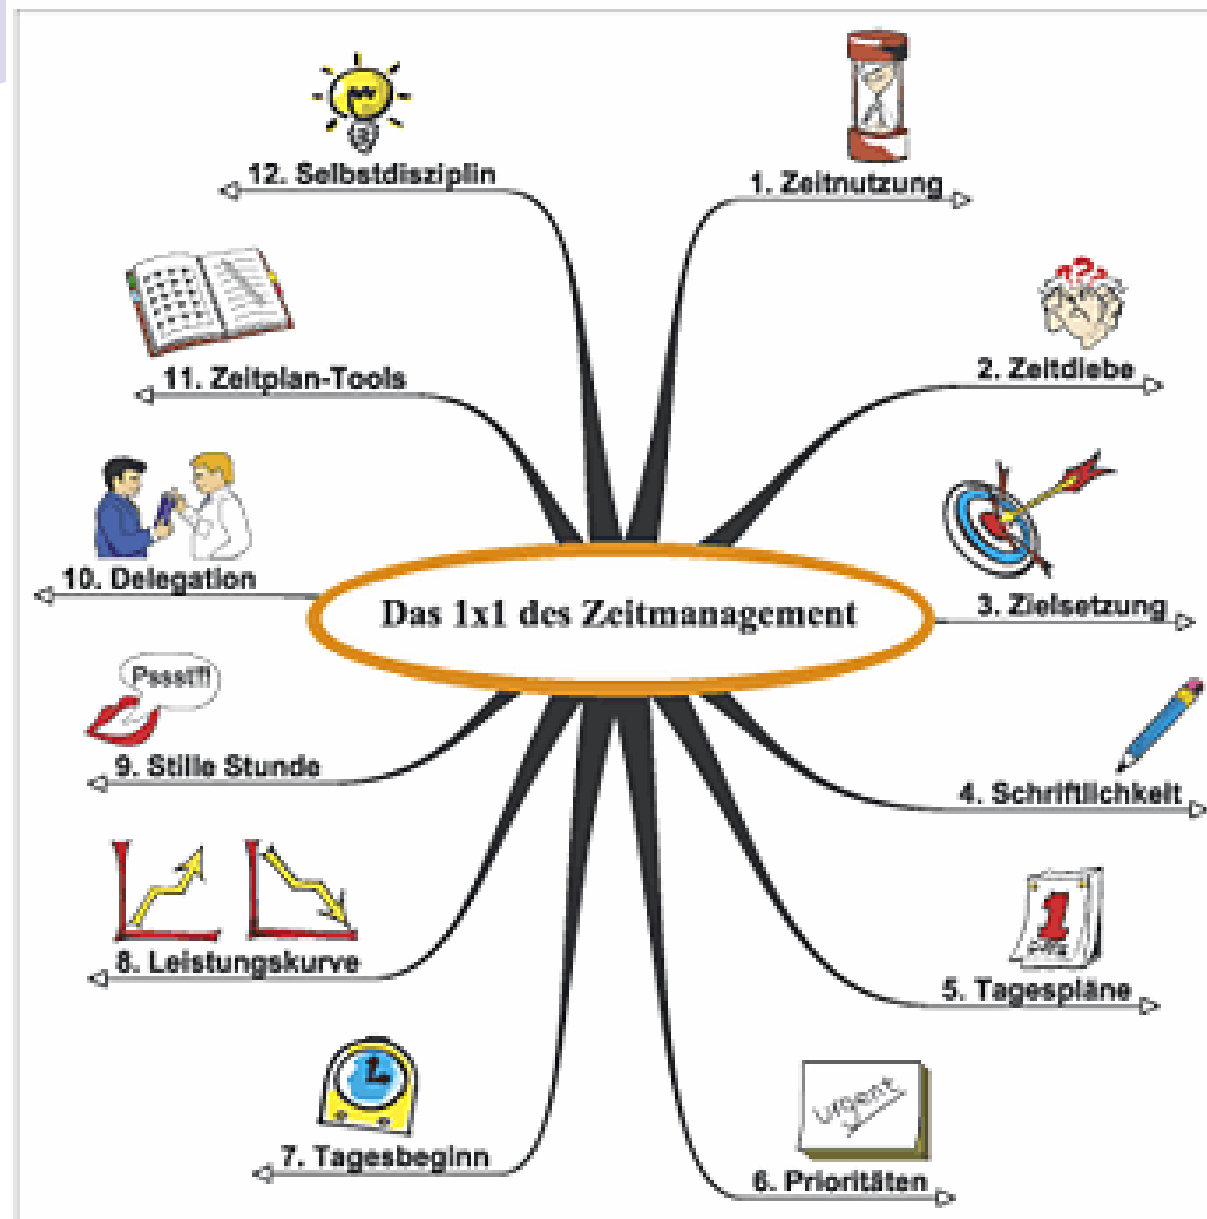 Das 1x1 des Zeitmanagement
1. Zeitnutzung
2. Zeitdiebe
???
3. Zielsetzung
4. Schriftlichkeit
5. Tagespläne
1
6. Prioritäten
urgent
7. Tagesbeginn
8. Leistungskurve
9. Stille Stunde
Pssst!!
10. Delegation
11. Zeitplan-Tools
12. Selbstdisziplin